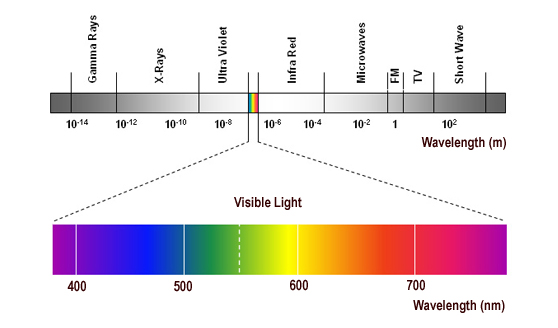 Gamma Rays X-Rays Ultra Violet Infra Red Microwaves FM TV Short Wave
10-14 10-12 10-10 10-8 10-6 10-4 10-2 1 102
Wavelength (m)
Visible Light
400 500 600 700
Wavelength (nm)